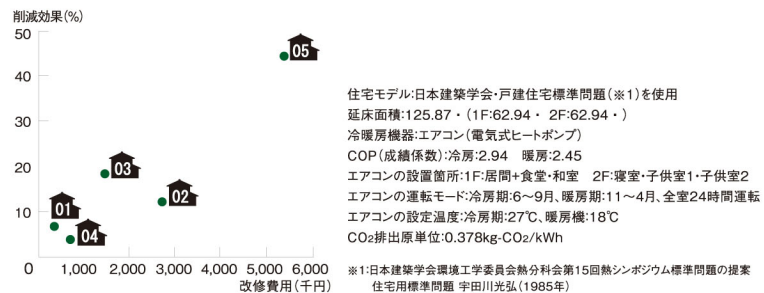 削減効果(%)
50
40
30
20
10
0
01
04
03
02
05
1,000 2,000 3,000 4,000 5,000 6,000
改修費用(千円)
住宅モデル:日本建築学会・戸建住宅標準問題(※1)を使用
延床面積:125.87・(1F:62.94・ 2F:62.94・)
冷暖房機器:エアコン(電気式ヒートポンプ)
COP(成績係数):冷房:2.94 暖房:2.45
エアコンの設置箇所:1F:居間+食堂・和室 2F:寝室・子供室1・子供室2
エアコンの運転モード:冷房期:6〜9月、暖房期:11〜4月、全室24時間運転
エアコンの設定温度:冷房期:27℃、暖房機:18℃
CO2排出原単位:0.378kg-CO2/kWh
※1:日本建築学会環境工学委員会熱分科会第15回熱シンポジウム標準問題の提案
住宅用標準問題 宇田川光弘(1985年)